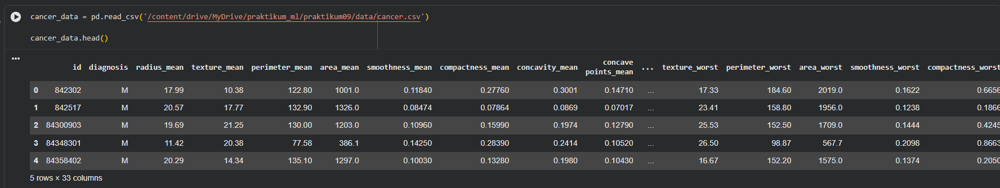 cancer_data = pd.read_csv('/content/drive/MyDrive/praktikum_ml/praktikum09/data/cancer.csv')
cancer_data.head()
id diagnosis radius_mean texture_mean perimeter_mean area_mean smoothness_mean compactness_mean concavity_mean concave points_mean ... texture_worst perimeter_worst area_worst smoothness_worst compactness_worst
0 842302 M 17.99 10.38 122.80 1001.0 0.11840 0.27760 0.3001 0.14710 ... 17.33 184.60 2019.0 0.1622 0.6656
1 842517 M 20.57 17.77 132.90 1326.0 0.08474 0.07864 0.0869 0.07017 ... 23.41 158.80 1956.0 0.1238 0.1866
2 84300903 M 19.69 21.25 130.00 1203.0 0.10960 0.15990 0.1974 0.12790 ... 25.53 152.50 1709.0 0.1444 0.4245
3 84348301 M 11.42 20.38 77.58 386.1 0.14250 0.28390 0.2414 0.10520 ... 26.50 98.87 567.7 0.2098 0.8663
4 84358402 M 20.29 14.34 135.10 1297.0 0.10030 0.13280 0.1980 0.10430 ... 16.67 152.20 1575.0 0.1374 0.2050
5 rows × 33 columns